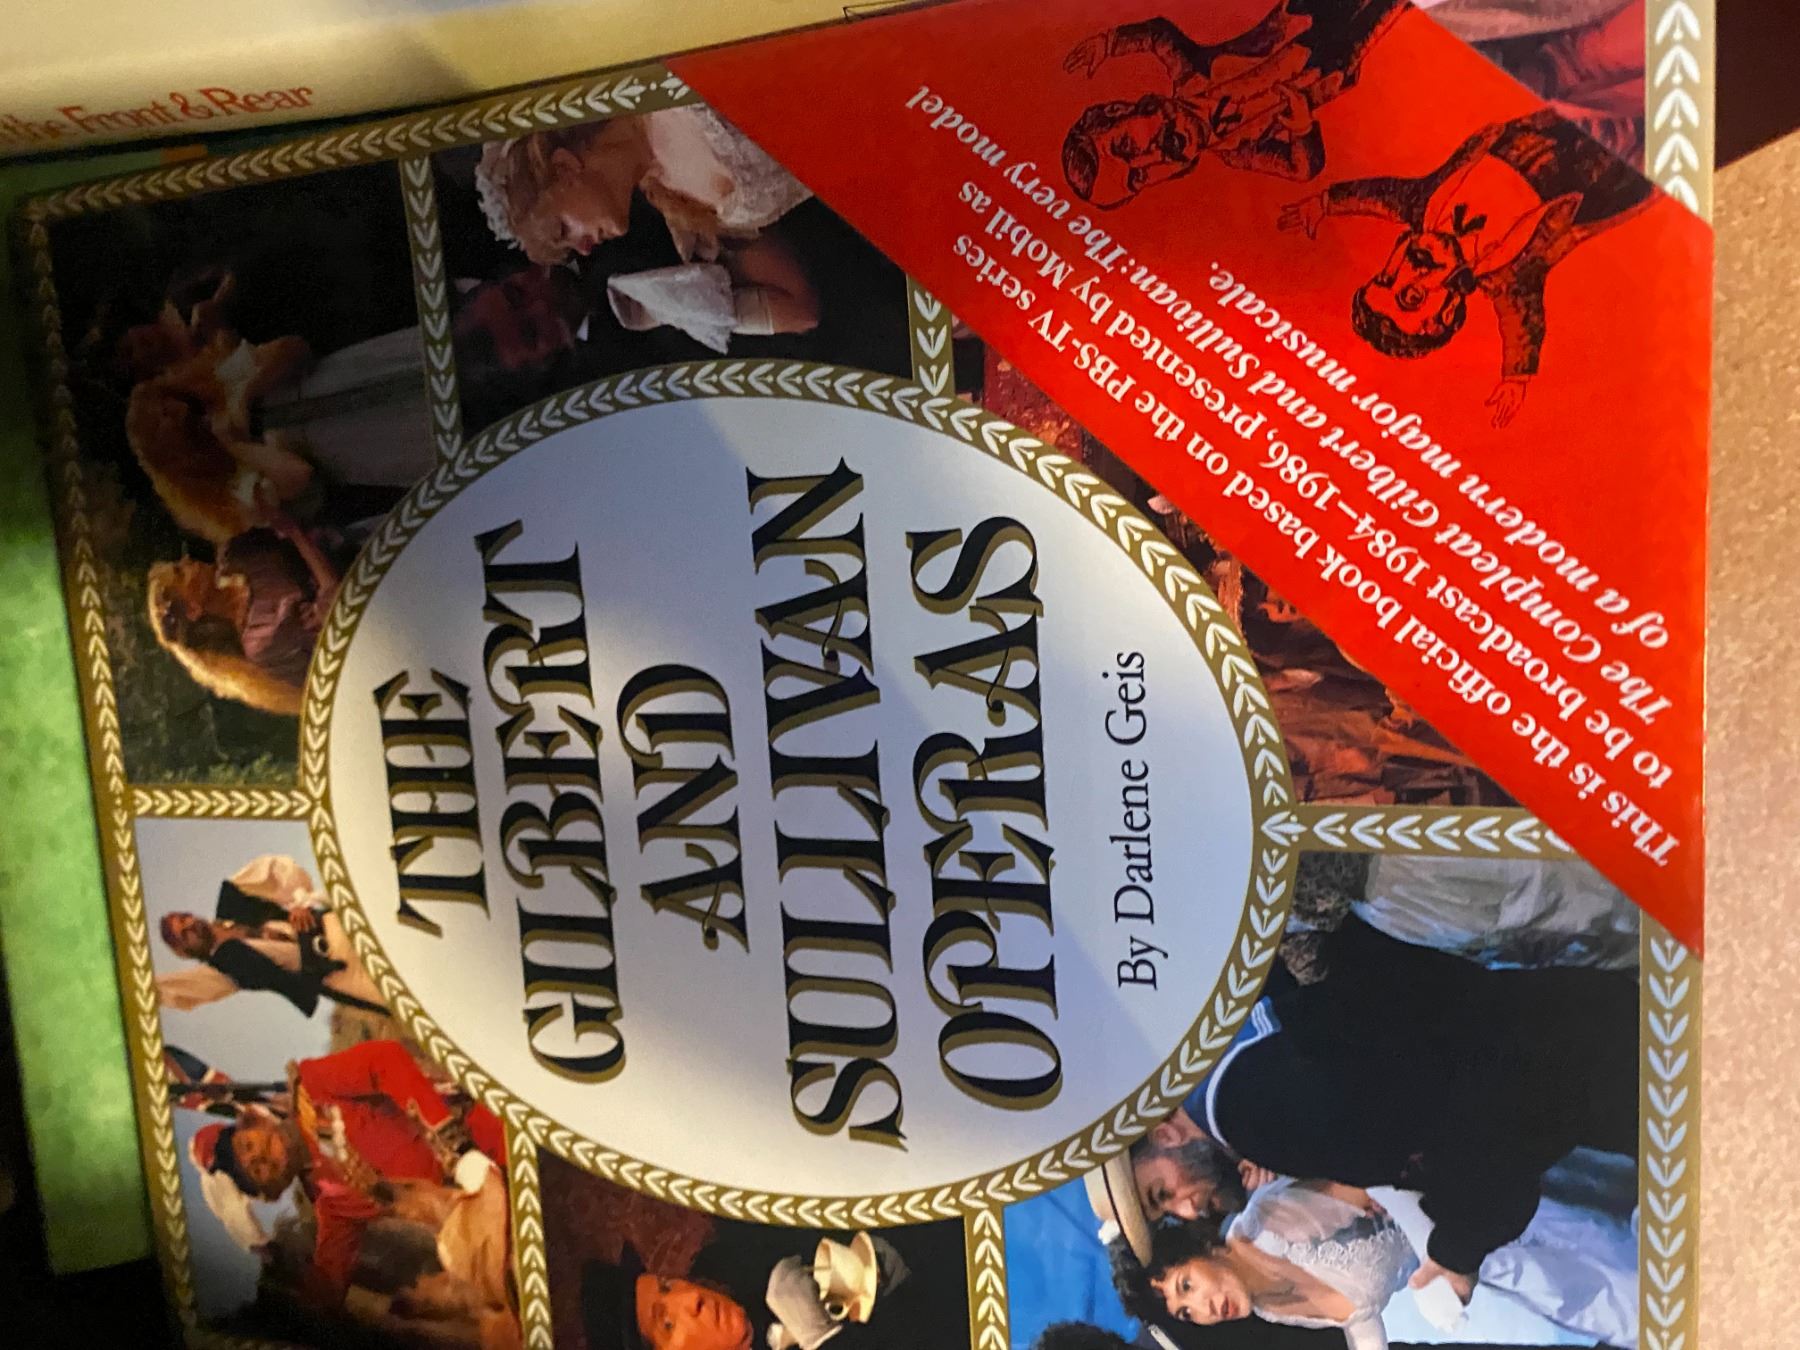 THE
GILBERT
AND
SULLIVAN
OPERAS
By Darlene Geis
This is the official book based on the PBS-TV series
to be broadcast 1984–1986, presented by Mobil as
The Compleat Gilbert and Sullivan: The very model
of a modern major musicale.
the Front & Rear